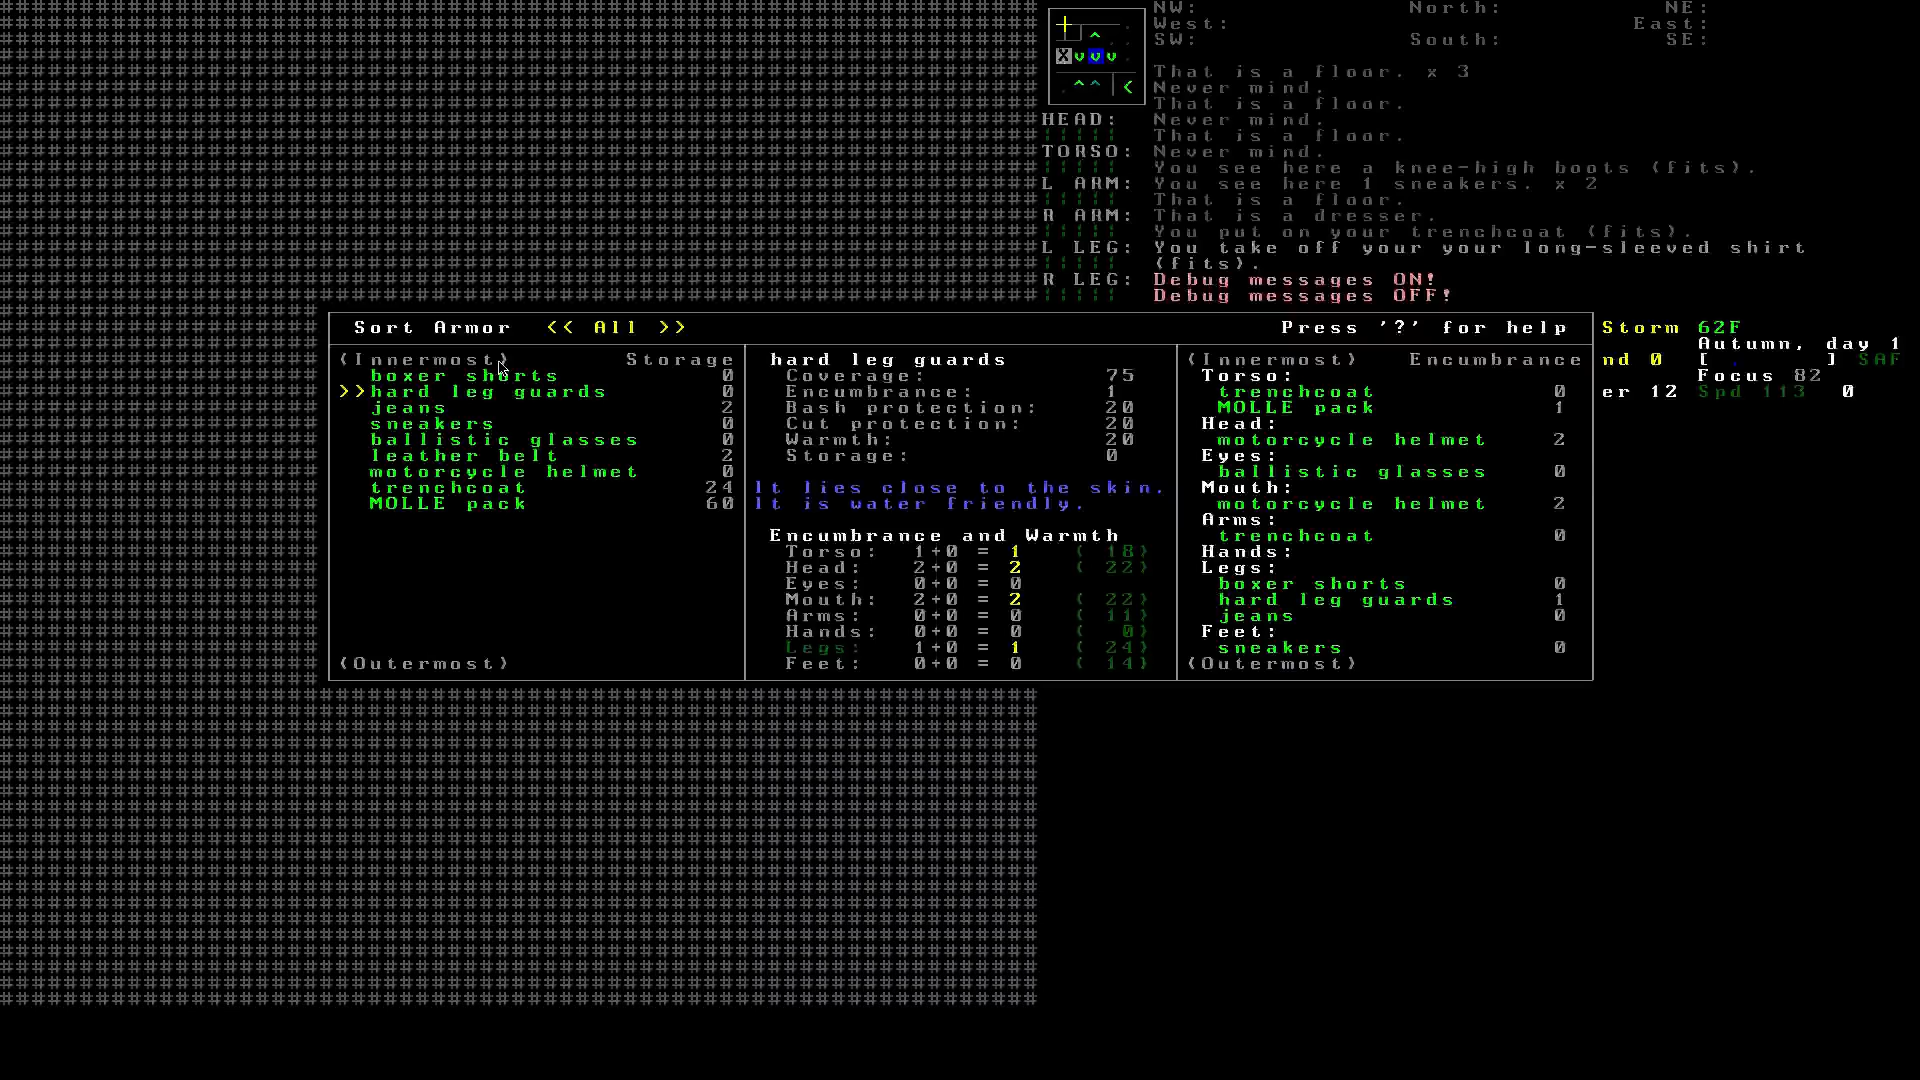 NW: North: NE:
West: East:
SW: South: SE:
That is a floor. x 3
Never mind.
That is a floor.
HEAD: Never mind.
That is a floor.
TORSO: Never mind.
You see here a knee-high boots (fits).
L ARM: You see here 1 sneakers. x 2
That is a floor.
R ARM: That is a dresser.
You put on your trenchcoat (fits).
L LEG: You take off your your long-sleeved shirt
(fits).
R LEG: Debug messages ON!
Debug messages OFF!
Sort Armor << All >> Press '?' for help
(Innermost) Storage
boxer shorts 0
>>hard leg guards 0
jeans 2
sneakers 0
ballistic glasses 0
leather belt 2
motorcycle helmet 0
trenchcoat 24
MOLLE pack 60
(Outermost)
hard leg guards
Coverage: 75
Encumbrance: 1
Bash protection: 20
Cut protection: 20
Warmth: 20
Storage: 0
It lies close to the skin.
It is water friendly.
Encumbrance and Warmth
Torso: 1+0 = 1 ( 18)
Head: 2+0 = 2 ( 22)
Eyes: 0+0 = 0
Mouth: 2+0 = 2 ( 22)
Arms: 0+0 = 0 ( 11)
Hands: 0+0 = 0 ( 0)
Legs: 1+0 = 1 ( 24)
Feet: 0+0 = 0 ( 14)
(Innermost) Encumbrance
Torso:
trenchcoat 0
MOLLE pack 1
Head:
motorcycle helmet 2
Eyes:
ballistic glasses 0
Mouth:
motorcycle helmet 2
Arms:
trenchcoat 0
Hands:
Legs:
boxer shorts 0
hard leg guards 1
jeans 0
Feet:
sneakers 0
(Outermost)
Storm 62F
Autumn, day 1
nd 0 [ . ] SAF
Focus 82
er 12 Spd 113 0